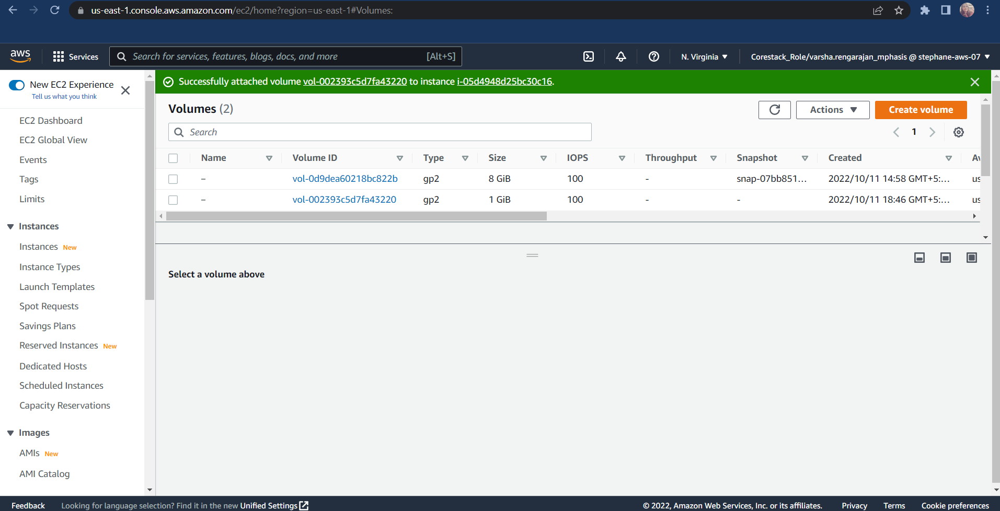 us-east-1.console.aws.amazon.com/ec2/home?region=us-east-1#Volumes:
aws
Services
Search for services, features, blogs, docs, and more
[Alt+S]
N. Virginia
Corestack_Role/varsha.rengarajan_mphasis @ stephane-aws-07
New EC2 Experience
Tell us what you think
EC2 Dashboard
EC2 Global View
Events
Tags
Limits
Instances
Instances New
Instance Types
Launch Templates
Spot Requests
Savings Plans
Reserved Instances New
Dedicated Hosts
Scheduled Instances
Capacity Reservations
Images
AMIs New
AMI Catalog
Successfully attached volume vol-002393c5d7fa43220 to instance i-05d4948d25bc30c16.
Volumes (2)
Actions
Create volume
Search
1
Name Volume ID Type Size IOPS Throughput Snapshot Created Av
– vol-0d9dea60218bc822b gp2 8 GiB 100 - snap-07bb851... 2022/10/11 14:58 GMT+5:... us
– vol-002393c5d7fa43220 gp2 1 GiB 100 - - 2022/10/11 18:46 GMT+5:... us
Select a volume above
Feedback
Looking for language selection? Find it in the new Unified Settings
© 2022, Amazon Web Services, Inc. or its affiliates.
Privacy
Terms
Cookie preferences